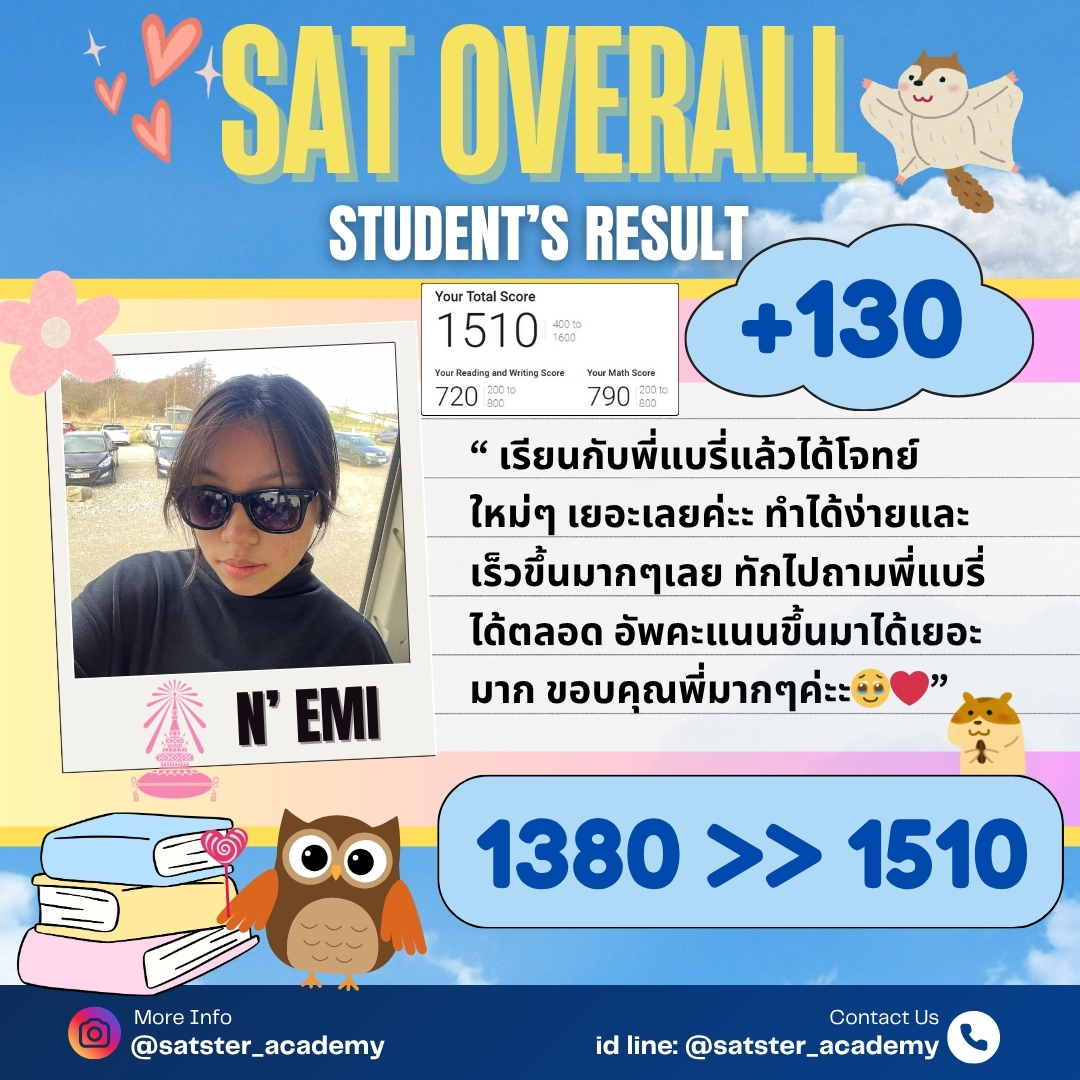 SAT OVERALL
STUDENT'S RESULT
+130
Your Total Score
1510
400 to
1600
Your Reading and Writing Score
720
200 to
800
Your Math Score
790
200 to
800
“ เรียนกับพี่แบรี่แล้วได้โจทย์
ใหม่ๆ เยอะเลยค่ะะ ทำได้ง่ายและ
เร็วขึ้นมากๆเลย ทักไปถามพี่แบรี่
ได้ตลอด อัพคะแนนขึ้นมาได้เยอะ
มาก ขอบคุณพี่มากๆค่ะะ🥹❤️”
N’ EMI
1380 >> 1510
More Info
@satster_academy
Contact Us
id line: @satster_academy